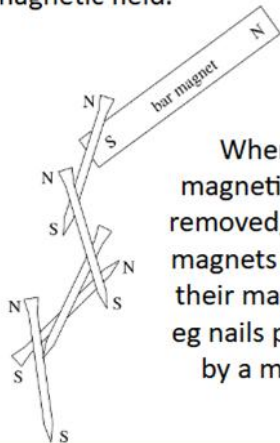 magnetic field.
N
bar magnet
S
N
N
S
N
S
N
S
S
When
magneti
removed,
magnets
their ma
eg nails p
by a m